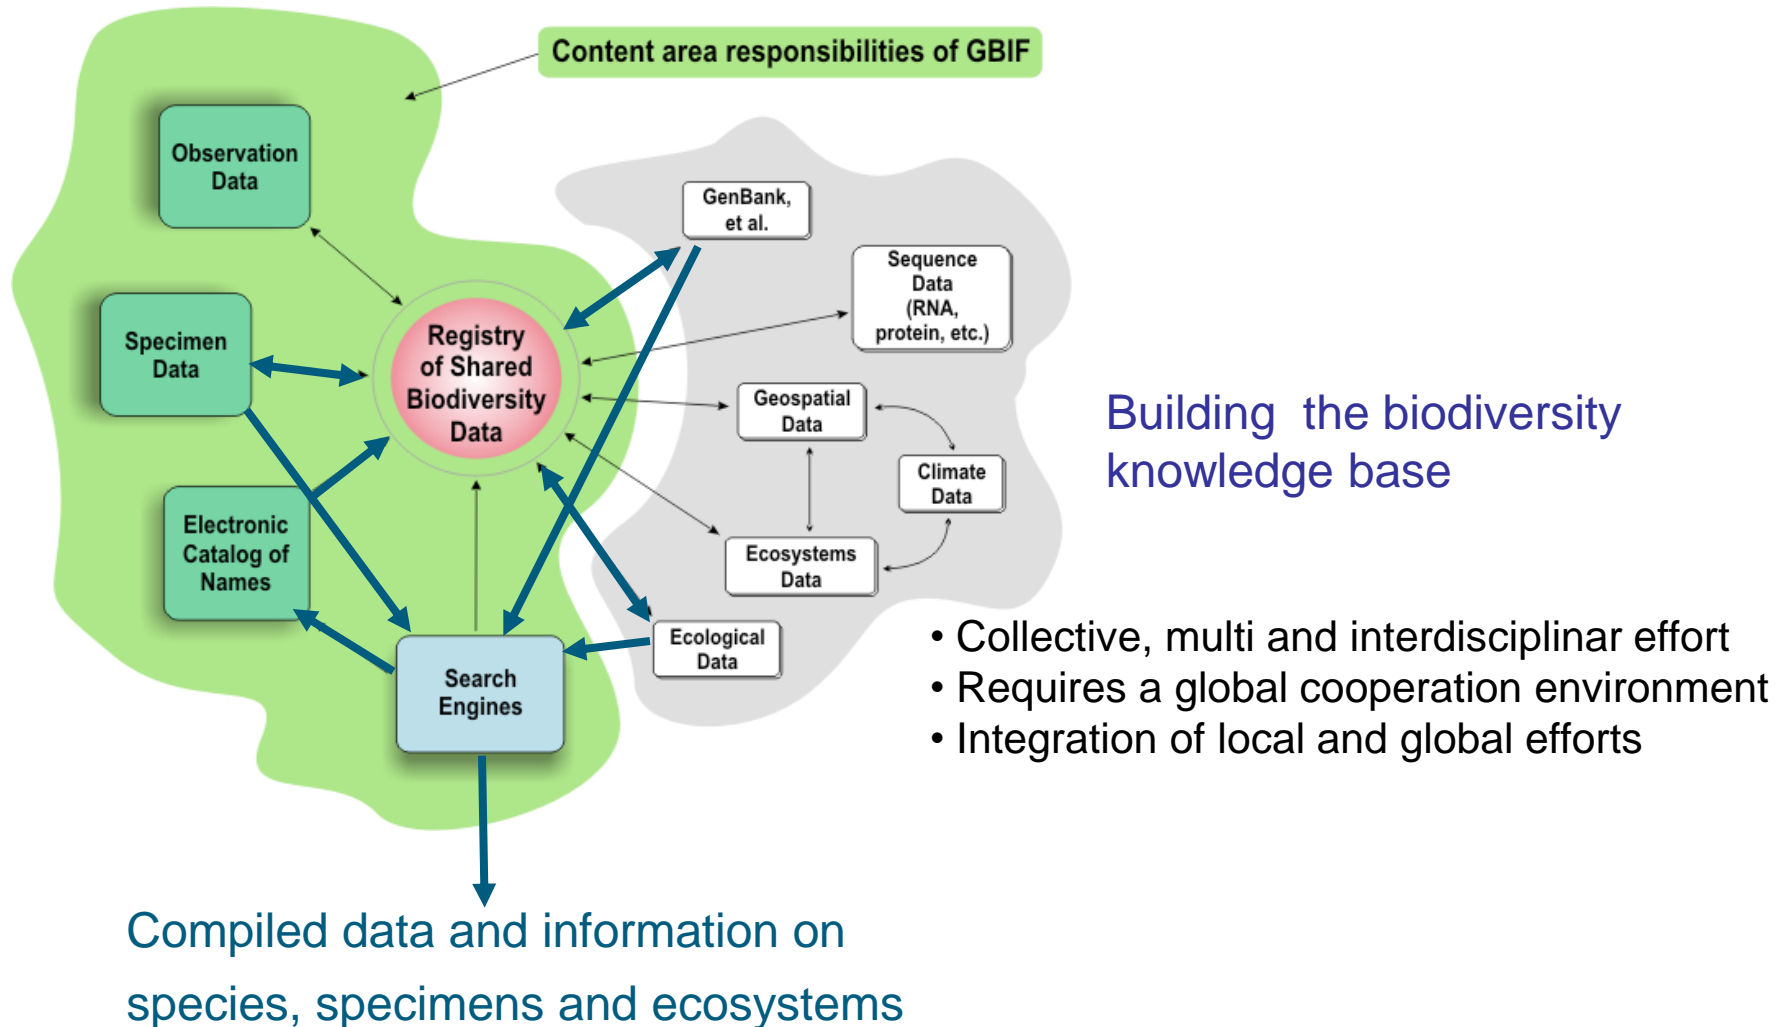 Content area responsibilities of GBIF
Observation
Data
GenBank,
et al.
Sequence
Data
(RNA,
protein, etc.)
Specimen
Data
Registry
of Shared
Biodiversity
Data
Geospatial
Data
Climate
Data
Electronic
Catalog of
Names
Ecosystems
Data
Ecological
Data
Search
Engines
Building  the biodiversity
knowledge base
• Collective, multi and interdisciplinar effort
• Requires a global cooperation environment
• Integration of local and global efforts
Compiled data and information on
species, specimens and ecosystems